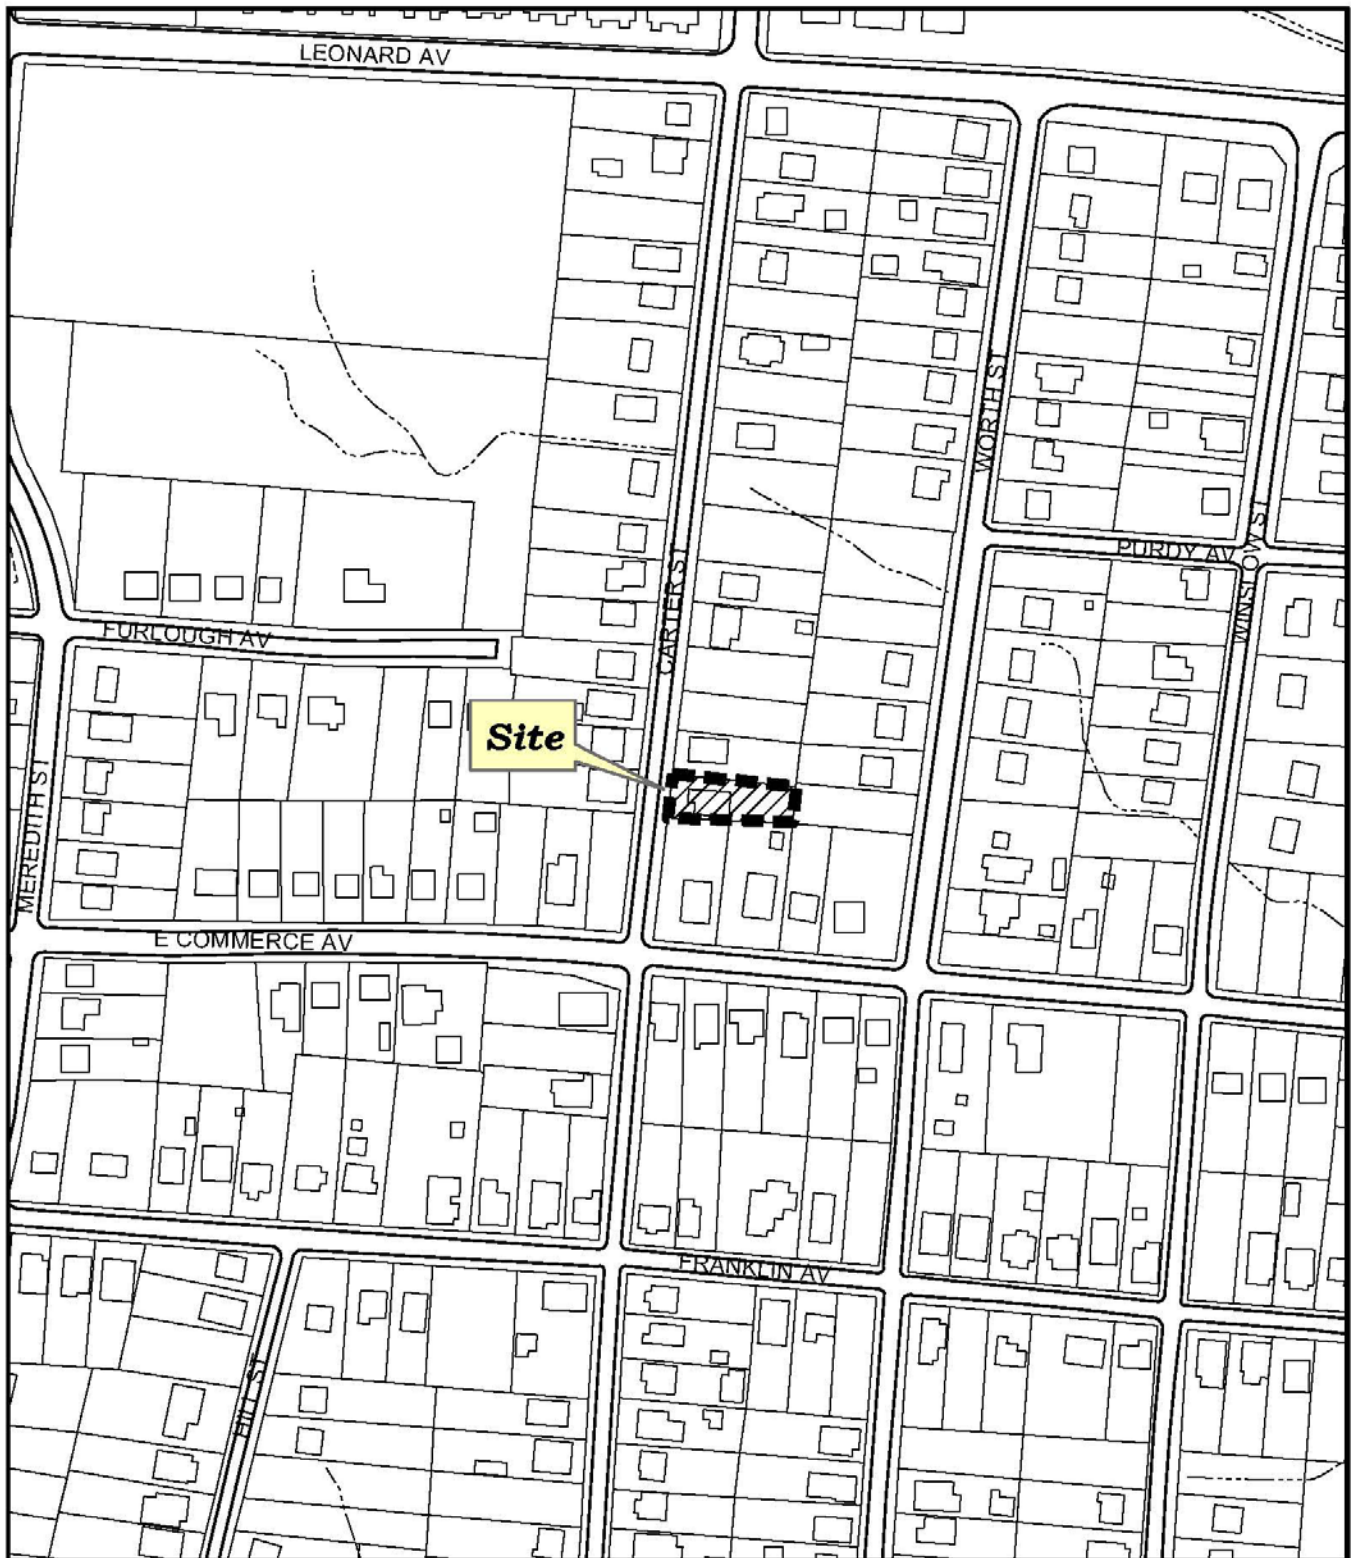 LEONARD AV
WORTH ST
PURDY AV
CARTER ST
WINSLOW ST
FURLOUGH AV
Site
MEREDITH ST
E COMMERCE AV
FRANKLIN AV
HILL ST